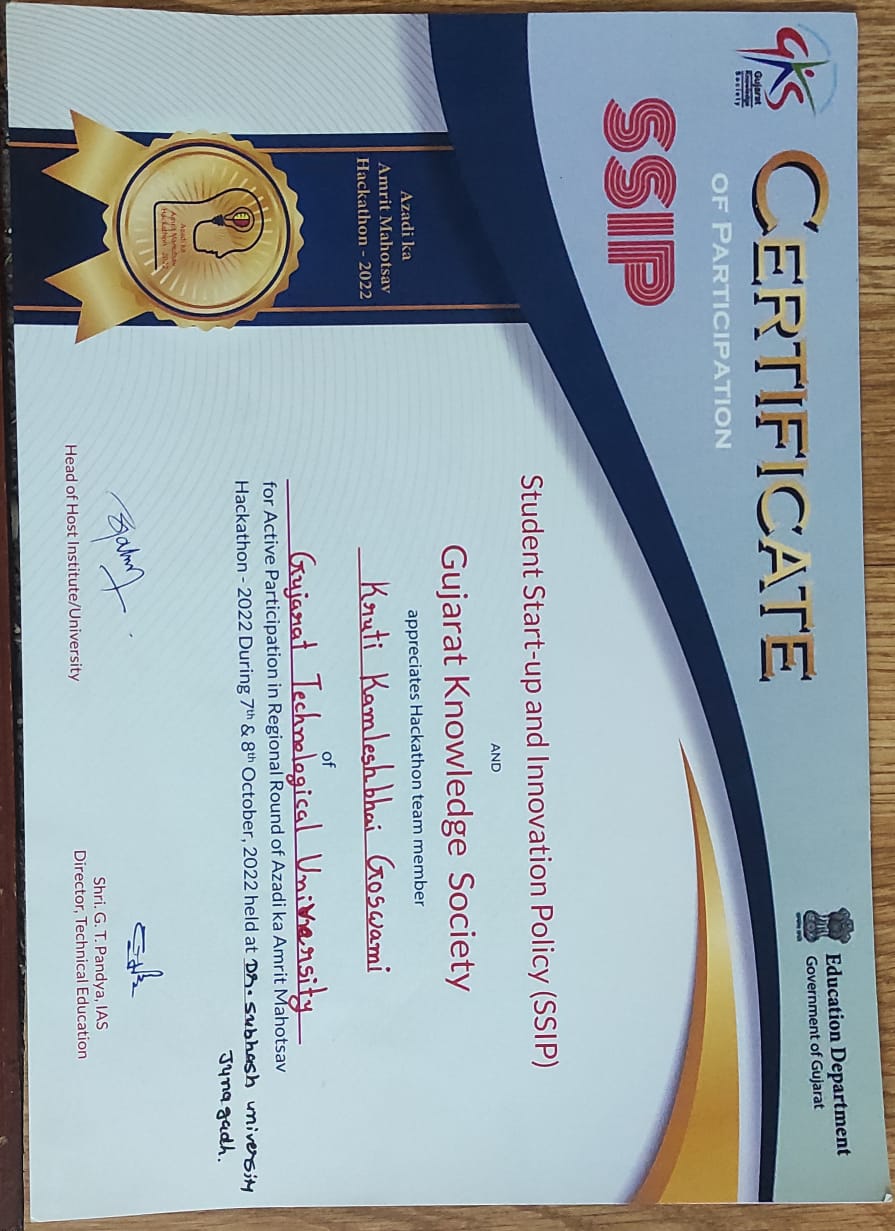 GKS
Gujarat
Knowledge
Society
CERTIFICATE
OF PARTICIPATION
SSIP
Education Department
Government of Gujarat
Student Start-up and Innovation Policy (SSIP)
AND
Gujarat Knowledge Society
appreciates Hackathon team member
Kruti Kamleshbhai Goswami
of
Gujarat Technological University
for Active Participation in Regional Round of Azadi ka Amrit Mahotsav
Hackathon - 2022 During 7th & 8th October, 2022 held at Dr. Subhash university
Junagadh.
Azadi ka
Amrit Mahotsav
Hackathon - 2022
Azadi ka
Amrit Mahotsav
Hackathon - 2022
Head of Host Institute/University
Shri. G. T. Pandya, IAS
Director, Technical Education